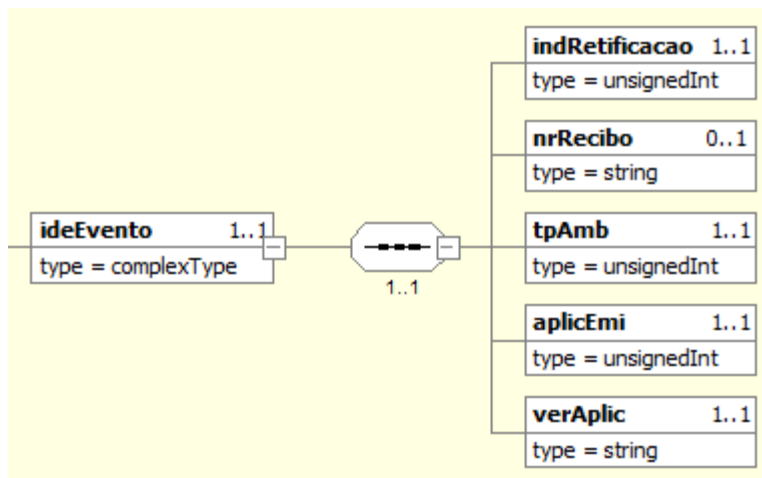 indRetificacao 1..1
type = unsignedInt
nrRecibo 0..1
type = string
ideEvento 1..1
type = complexType
1..1
tpAmb 1..1
type = unsignedInt
aplicEmi 1..1
type = unsignedInt
verAplic 1..1
type = string